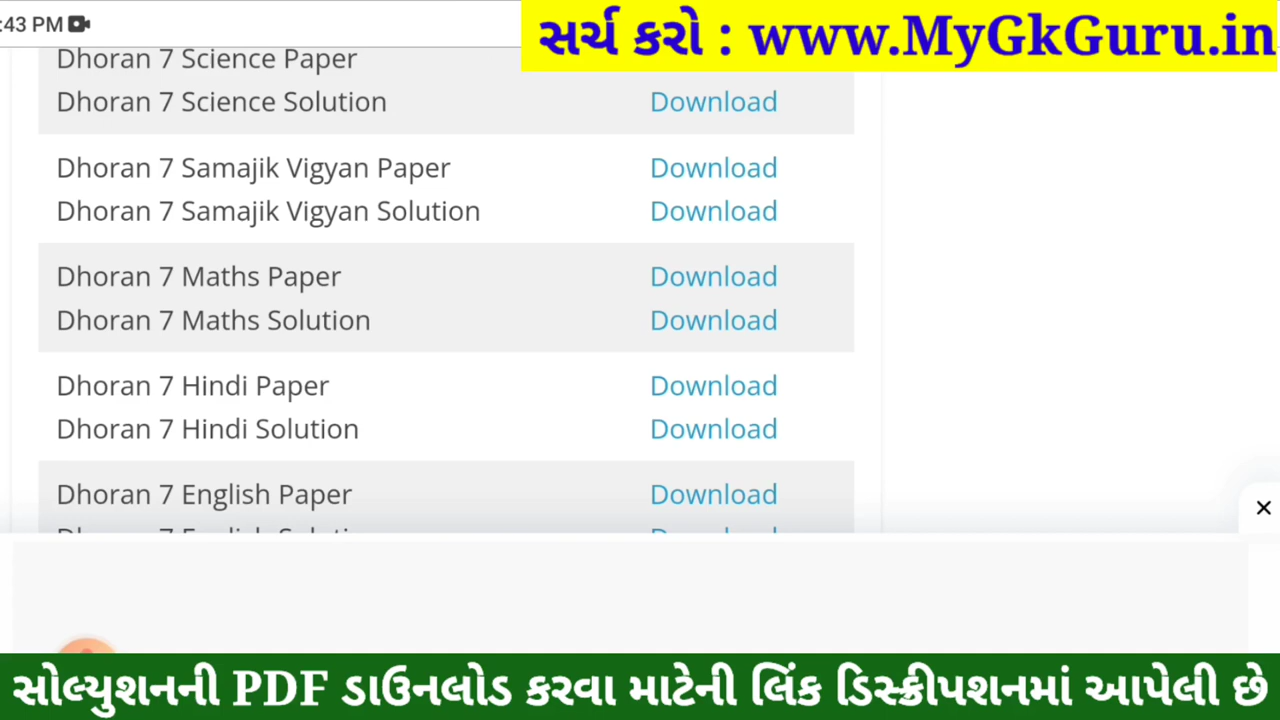 :43 PM
સર્ચ કરો : www.MyGkGuru.in
Dhoran 7 Science Paper
Dhoran 7 Science Solution Download
Dhoran 7 Samajik Vigyan Paper Download
Dhoran 7 Samajik Vigyan Solution Download
Dhoran 7 Maths Paper Download
Dhoran 7 Maths Solution Download
Dhoran 7 Hindi Paper Download
Dhoran 7 Hindi Solution Download
Dhoran 7 English Paper Download
સોલ્યુશનની PDF ડાઉનલોડ કરવા માટેની લિંક ડિસ્ક્રીપશનમાં આપેલી છે